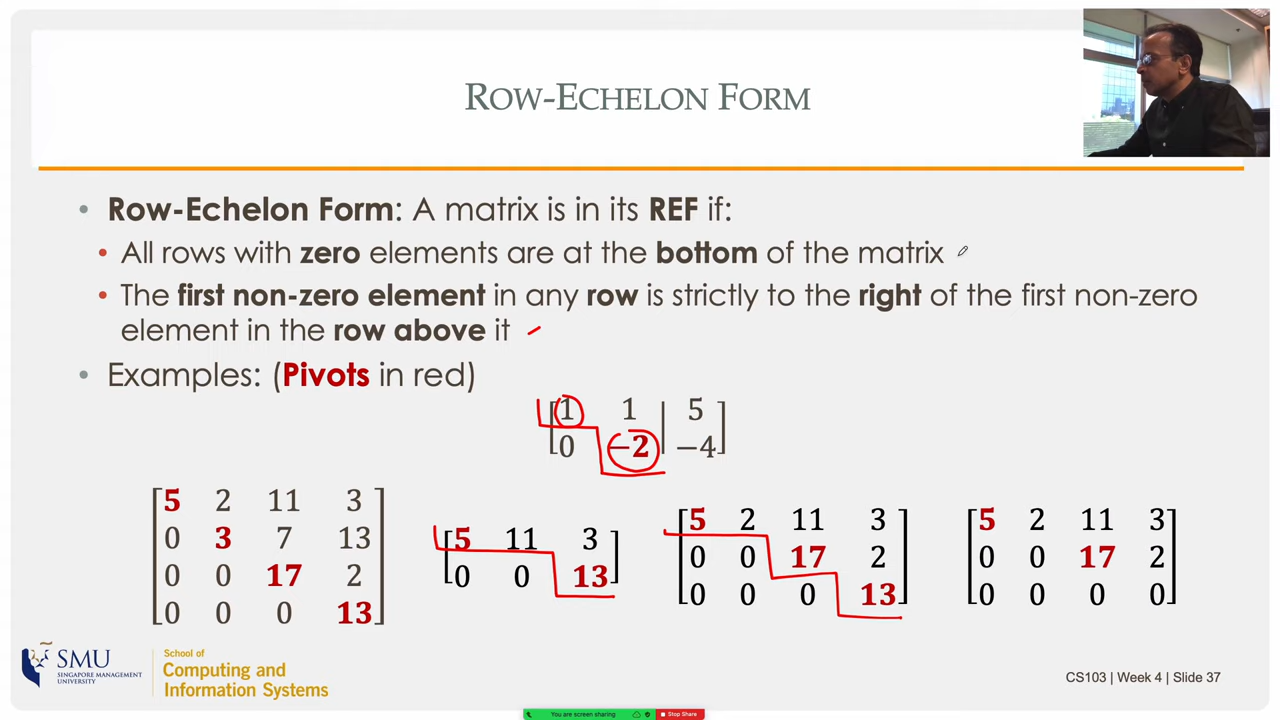 ROW-ECHELON FORM
• Row-Echelon Form: A matrix is in its REF if:
• All rows with zero elements are at the bottom of the matrix
• The first non-zero element in any row is strictly to the right of the first non-zero
element in the row above it
• Examples: (Pivots in red)
[1 1 | 5
0 −2 | −4]
[5 2 11 3
0 3 7 13
0 0 17 2
0 0 0 13]
[5 11 3
0 0 13]
[5 2 11 3
0 0 17 2
0 0 0 13]
[5 2 11 3
0 0 17 2
0 0 0 0]
SMU
SINGAPORE MANAGEMENT
UNIVERSITY
School of
Computing and
Information Systems
CS103 | Week 4 | Slide 37
You are screen sharing
Stop Share